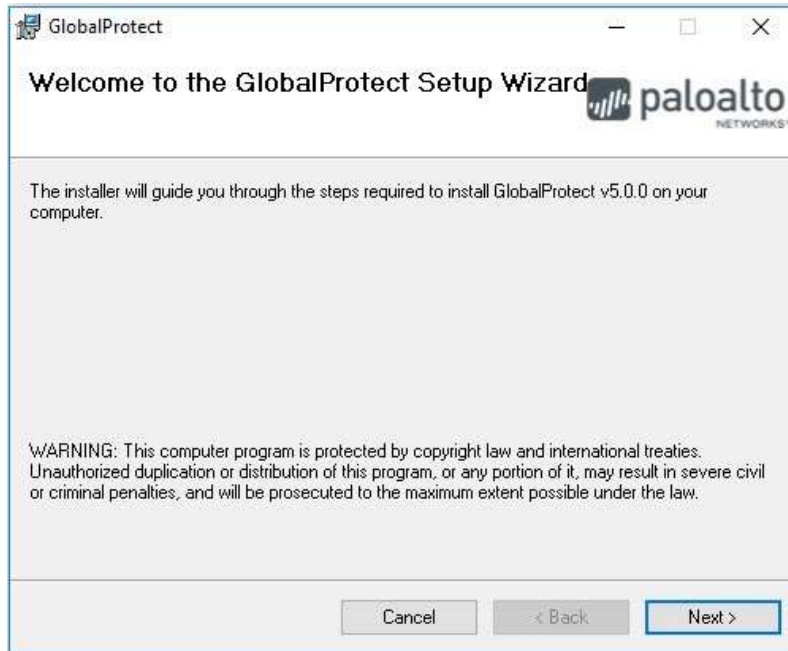 GlobalProtect
Welcome to the GlobalProtect Setup Wizard
paloalto
NETWORKS
The installer will guide you through the steps required to install GlobalProtect v5.0.0 on your
computer.
WARNING: This computer program is protected by copyright law and international treaties.
Unauthorized duplication or distribution of this program, or any portion of it, may result in severe civil
or criminal penalties, and will be prosecuted to the maximum extent possible under the law.
Cancel
< Back
Next >